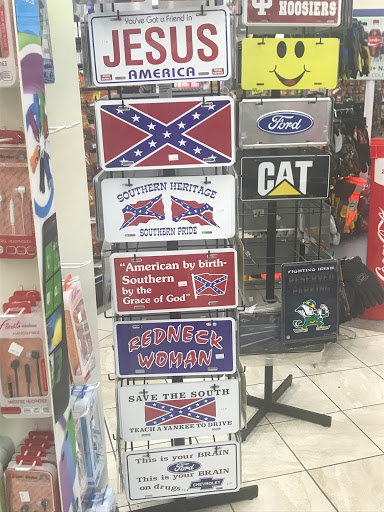 You've Got a Friend in
JESUS
AMERICA
SOUTHERN HERITAGE
SOUTHERN PRIDE
"American by birth-
Southern
by the
Grace of God"
REDNECK
WOMAN
SAVE THE SOUTH
TEACH A YANKEE TO DRIVE
This is your BRAIN
Ford
This is your BRAIN
on drugs...
CHEVROLET
HOOSIERS
Ford
CAT
FIGHTING IRISH